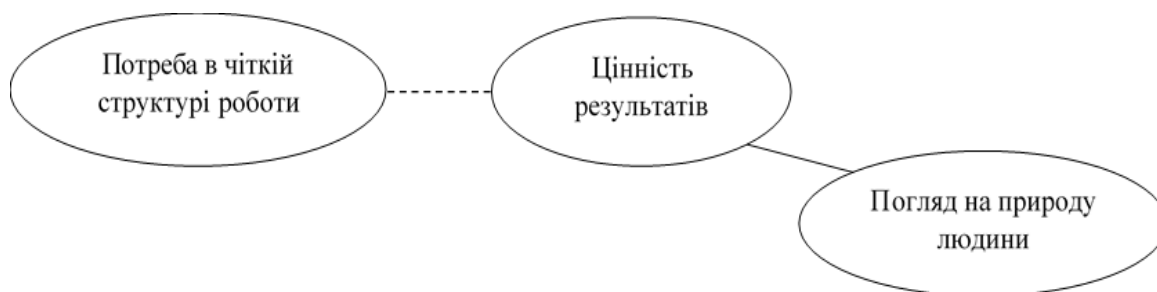 Потреба в чіткій
структурі роботи
Цінність
результатів
Погляд на природу
людини